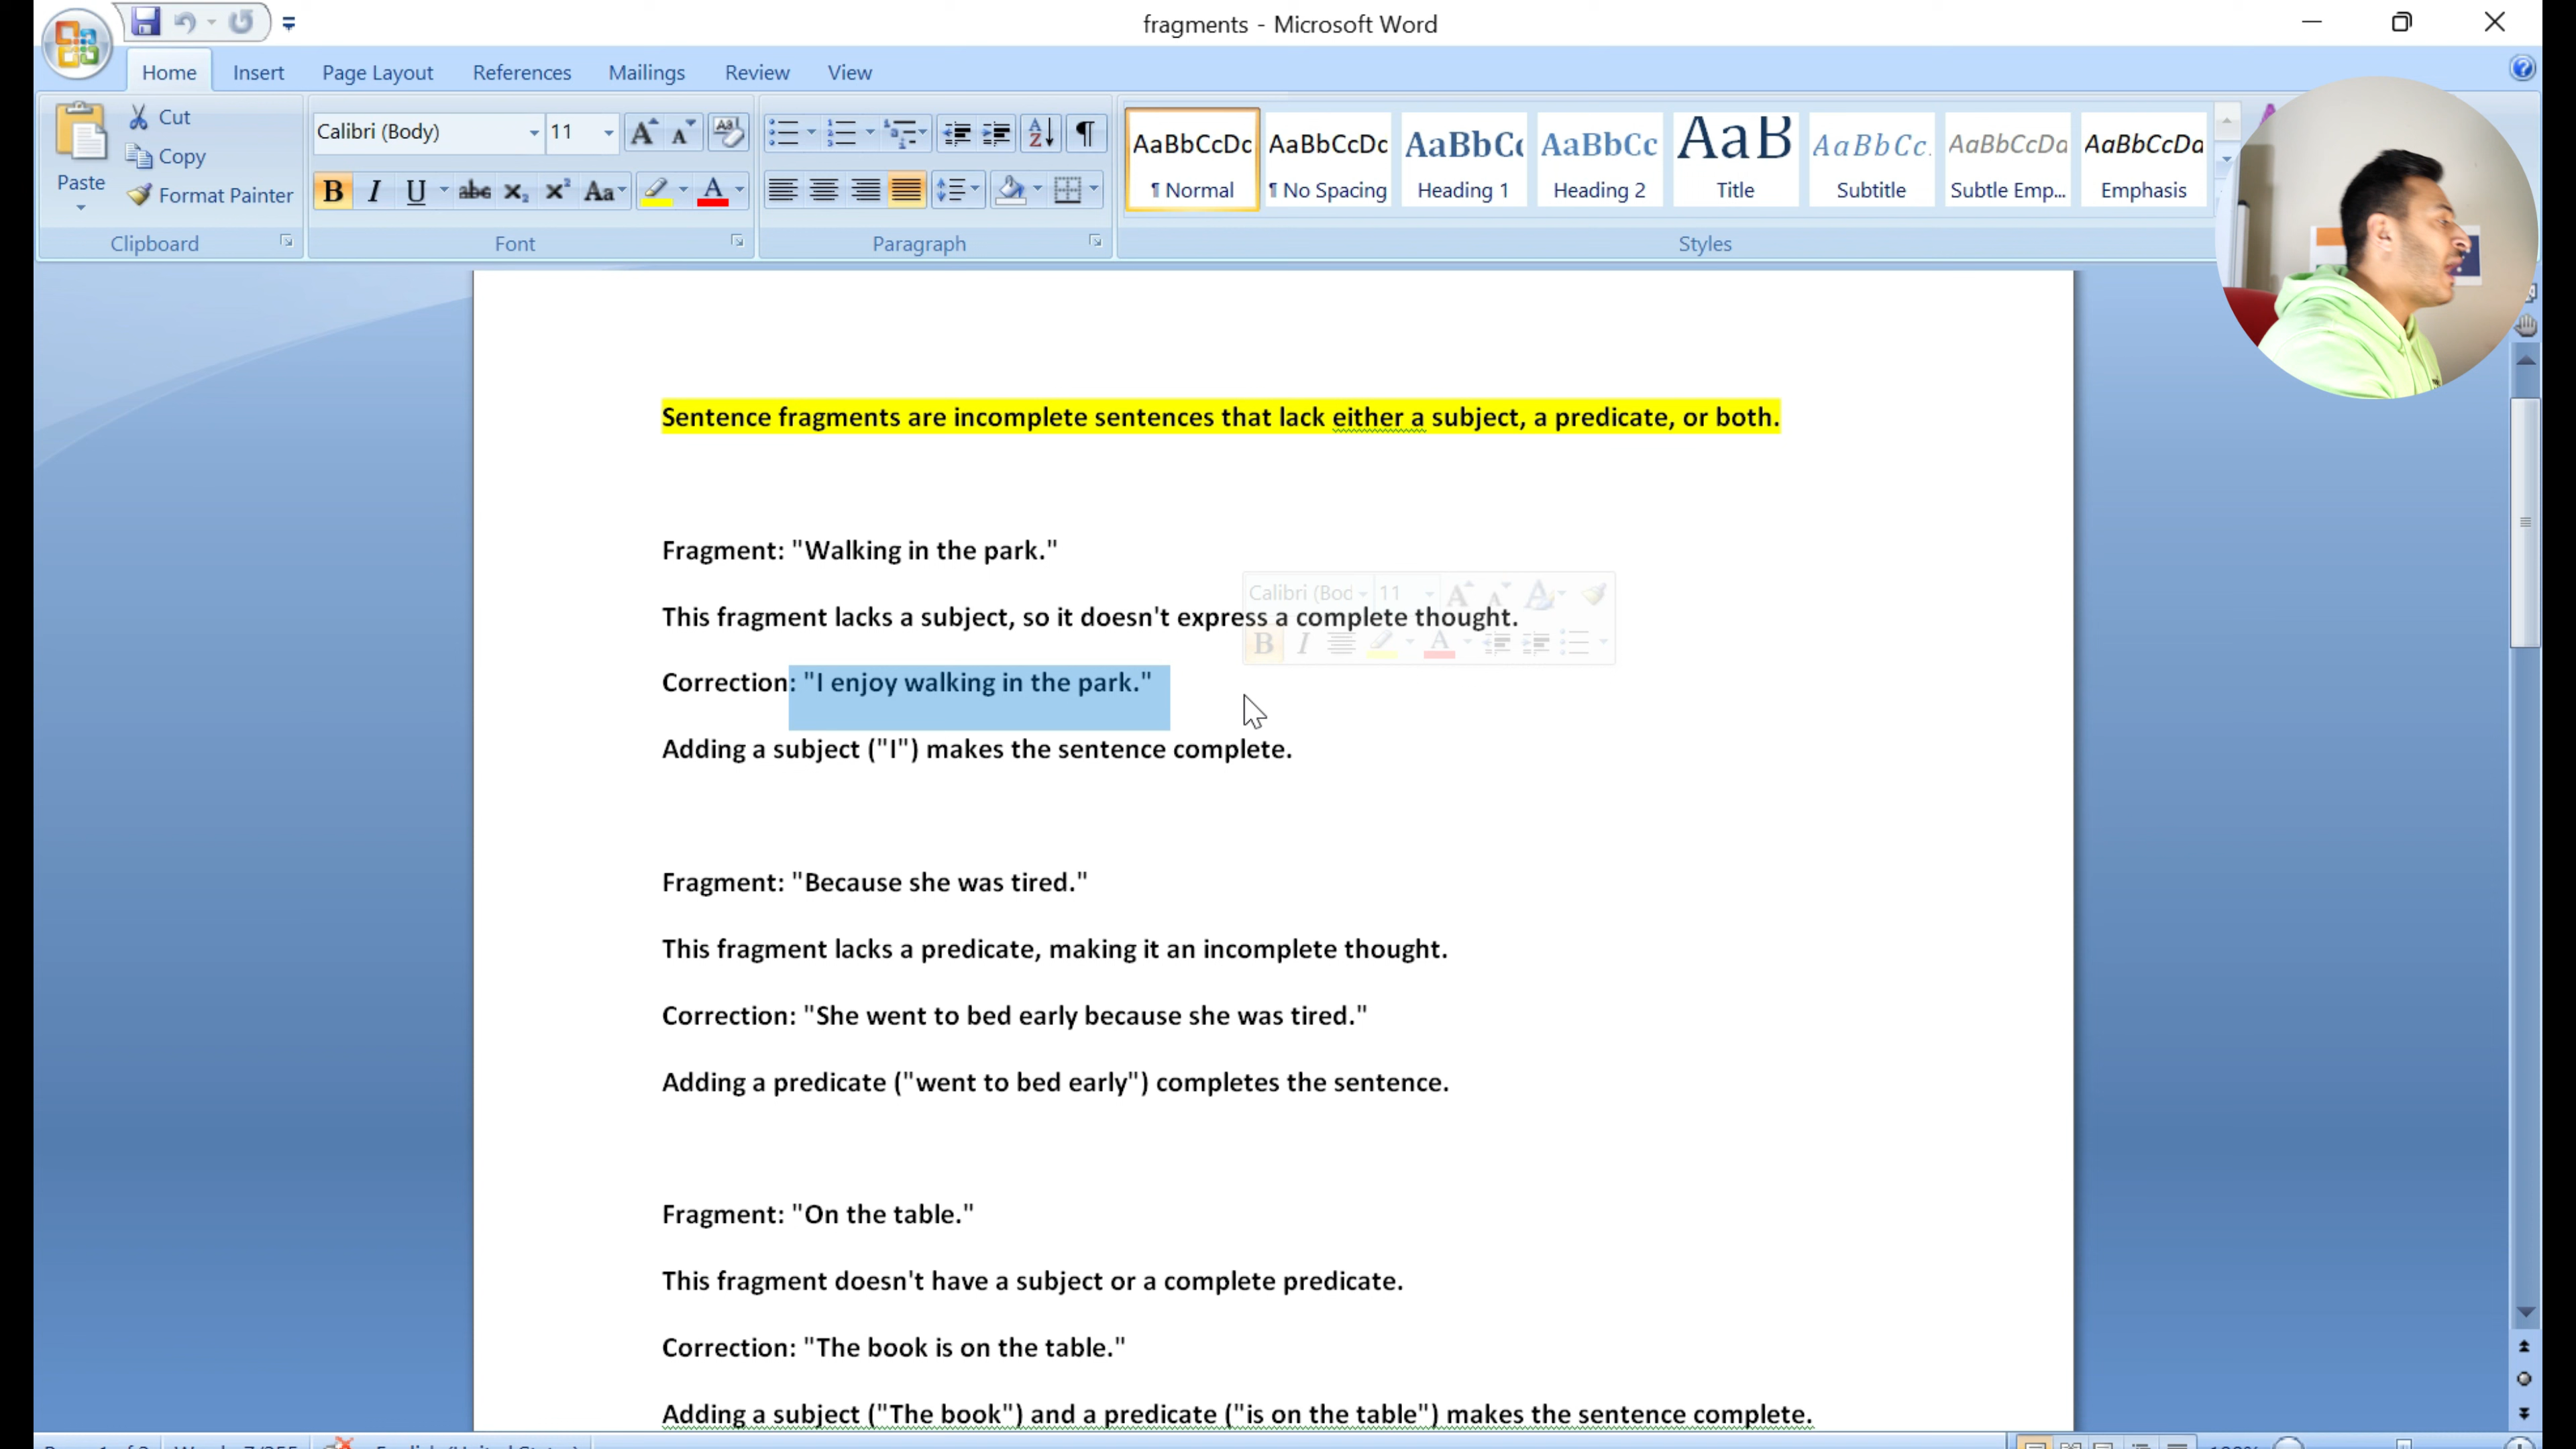 fragments - Microsoft Word
Home Insert Page Layout References Mailings Review View
Cut
Copy
Format Painter
Paste
Clipboard
Calibri (Body) 11
Font
Paragraph
AaBbCcDc AaBbCcDc AaBbCc AaBbCc AaB AaBbCc. AaBbCcDa AaBbCcDa
¶ Normal ¶ No Spacing Heading 1 Heading 2 Title Subtitle Subtle Emp... Emphasis
Styles
Sentence fragments are incomplete sentences that lack either a subject, a predicate, or both.
Fragment: "Walking in the park."
Calibri (Bod 11
This fragment lacks a subject, so it doesn't express a complete thought.
Correction: "I enjoy walking in the park."
Adding a subject ("I") makes the sentence complete.
Fragment: "Because she was tired."
This fragment lacks a predicate, making it an incomplete thought.
Correction: "She went to bed early because she was tired."
Adding a predicate ("went to bed early") completes the sentence.
Fragment: "On the table."
This fragment doesn't have a subject or a complete predicate.
Correction: "The book is on the table."
Adding a subject ("The book") and a predicate ("is on the table") makes the sentence complete.